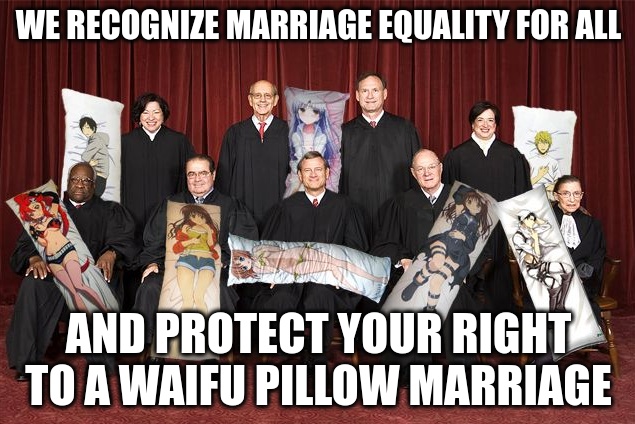 WE RECOGNIZE MARRIAGE EQUALITY FOR ALL
AND PROTECT YOUR RIGHT
TO A WAIFU PILLOW MARRIAGE